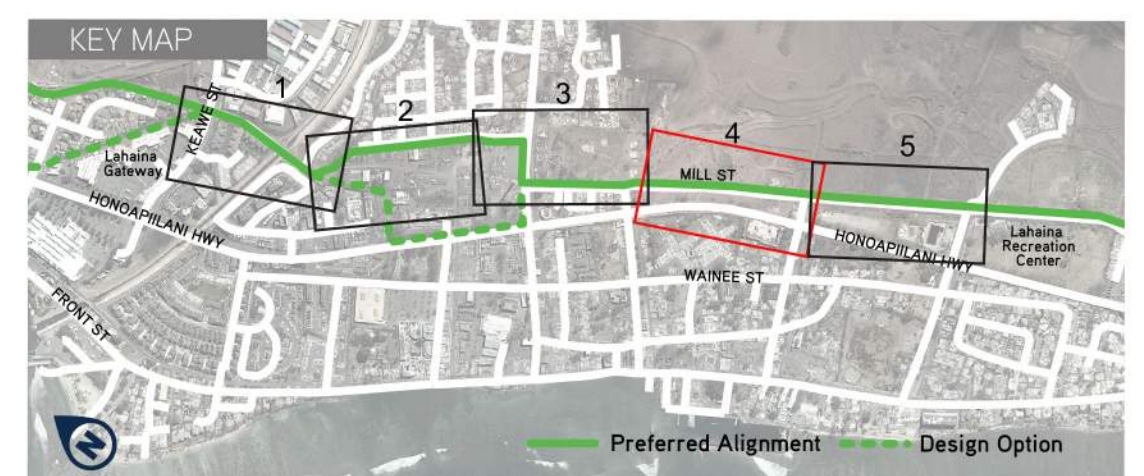 KEY MAP
1
2
3
4
5
KEAWE ST
Lahaina
Gateway
HONOAPIILANI HWY
FRONT ST
MILL ST
WAINEE ST
HONOAPIILANI HWY
Lahaina
Recreation
Center
N
Preferred Alignment
Design Option